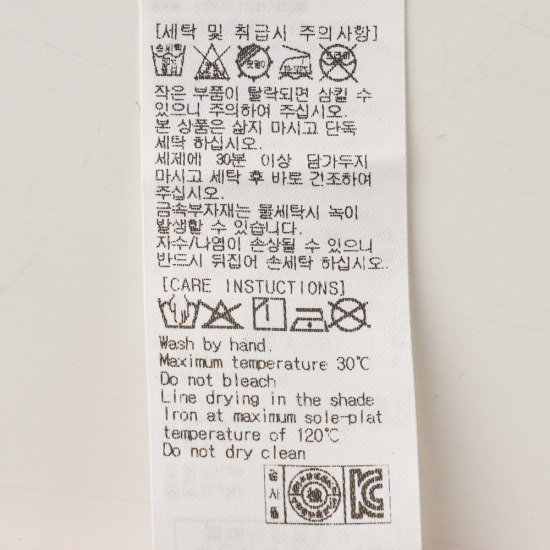 [세탁 및 취급시 주의사항]
작은 부품이 탈락되면 삼킬 수
있으니 주의하여 주십시오.
본 상품은 삶지 마시고 단독
세탁 하십시오.
세제에 30분 이상 담가두지
마시고 세탁 후 바로 건조하여
주십시오.
금속부자재는 물세탁시 녹이
발생할 수 있습니다.
자수/나염이 손상될 수 있으니
반드시 뒤집어 손세탁 하십시오.
[CARE INSTUCTIONS]
Wash by hand.
Maximum temperature 30℃
Do not bleach
Line drying in the shade
Iron at maximum sole-plat
temperature of 120℃
Do not dry clean